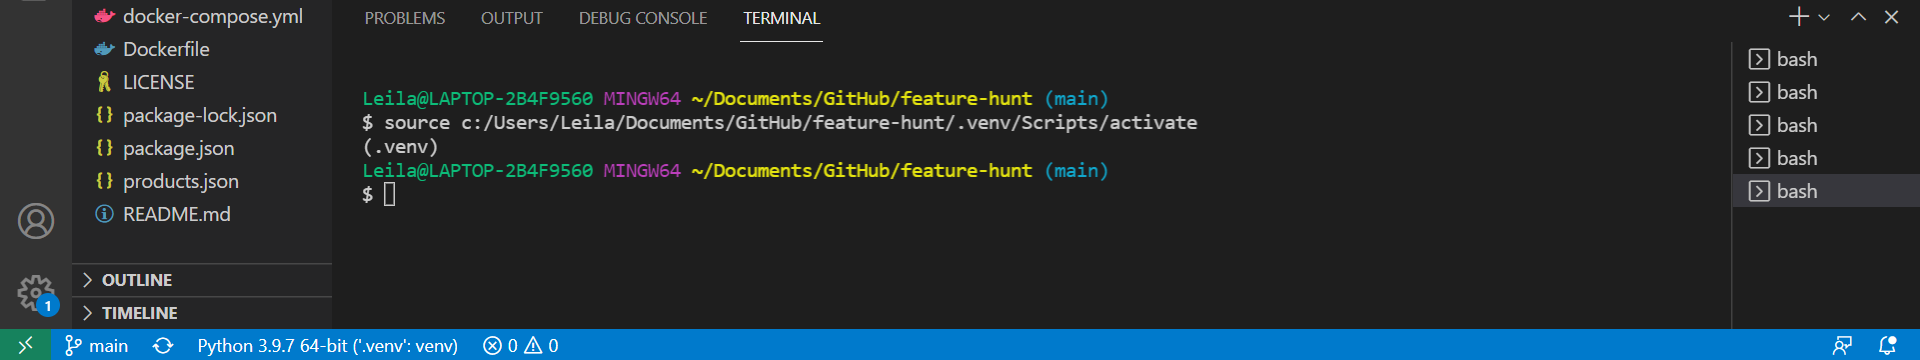 docker-compose.yml
Dockerfile
LICENSE
{} package-lock.json
{} package.json
{} products.json
README.md
OUTLINE
TIMELINE
PROBLEMS OUTPUT DEBUG CONSOLE TERMINAL
Leila@LAPTOP-2B4F9560 MINGW64 ~/Documents/GitHub/feature-hunt (main)
$ source c:/Users/Leila/Documents/GitHub/feature-hunt/.venv/Scripts/activate
(.venv)
Leila@LAPTOP-2B4F9560 MINGW64 ~/Documents/GitHub/feature-hunt (main)
$
bash
bash
bash
bash
bash
1
main Python 3.9.7 64-bit ('.venv': venv) 0 0